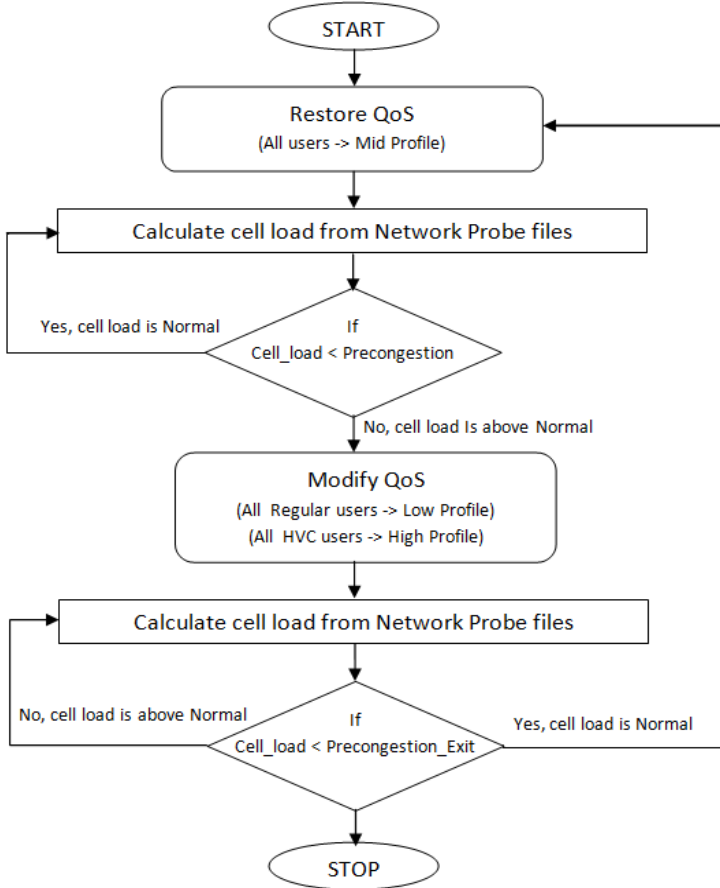 START
Restore QoS
(All users -> Mid Profile)
Calculate cell load from Network Probe files
Yes, cell load is Normal
If
Cell_load < Precongestion
No, cell load Is above Normal
Modify QoS
(All Regular users -> Low Profile)
(All HVC users -> High Profile)
Calculate cell load from Network Probe files
No, cell load is above Normal
If
Cell_load < Precongestion_Exit
Yes, cell load is Normal
STOP